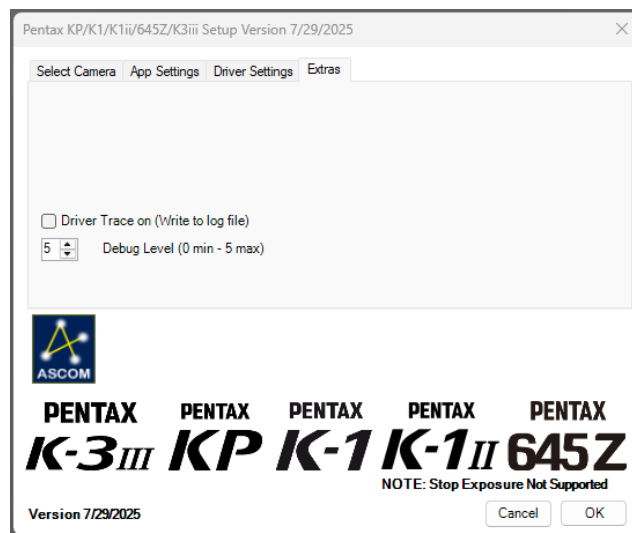 Pentax KP/K1/K1ii/645Z/K3iii Setup Version 7/29/2025
Select Camera App Settings Driver Settings Extras
Driver Trace on (Write to log file)
5 Debug Level (0 min - 5 max)
ASCOM
PENTAX PENTAX PENTAX PENTAX PENTAX
K-3III KP K-1 K-1II 645Z
NOTE: Stop Exposure Not Supported
Version 7/29/2025 Cancel OK